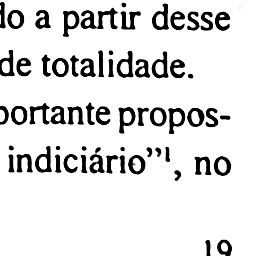 do a partir desse
de totalidade.
portante propos-
indiciário”¹, no
19